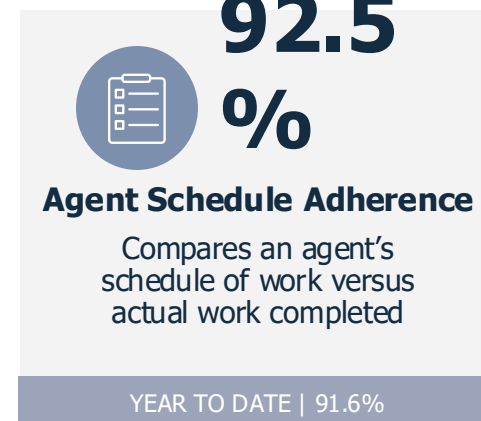 92.5
%
Agent Schedule Adherence
Compares an agent’s
schedule of work versus
actual work completed
YEAR TO DATE | 91.6%